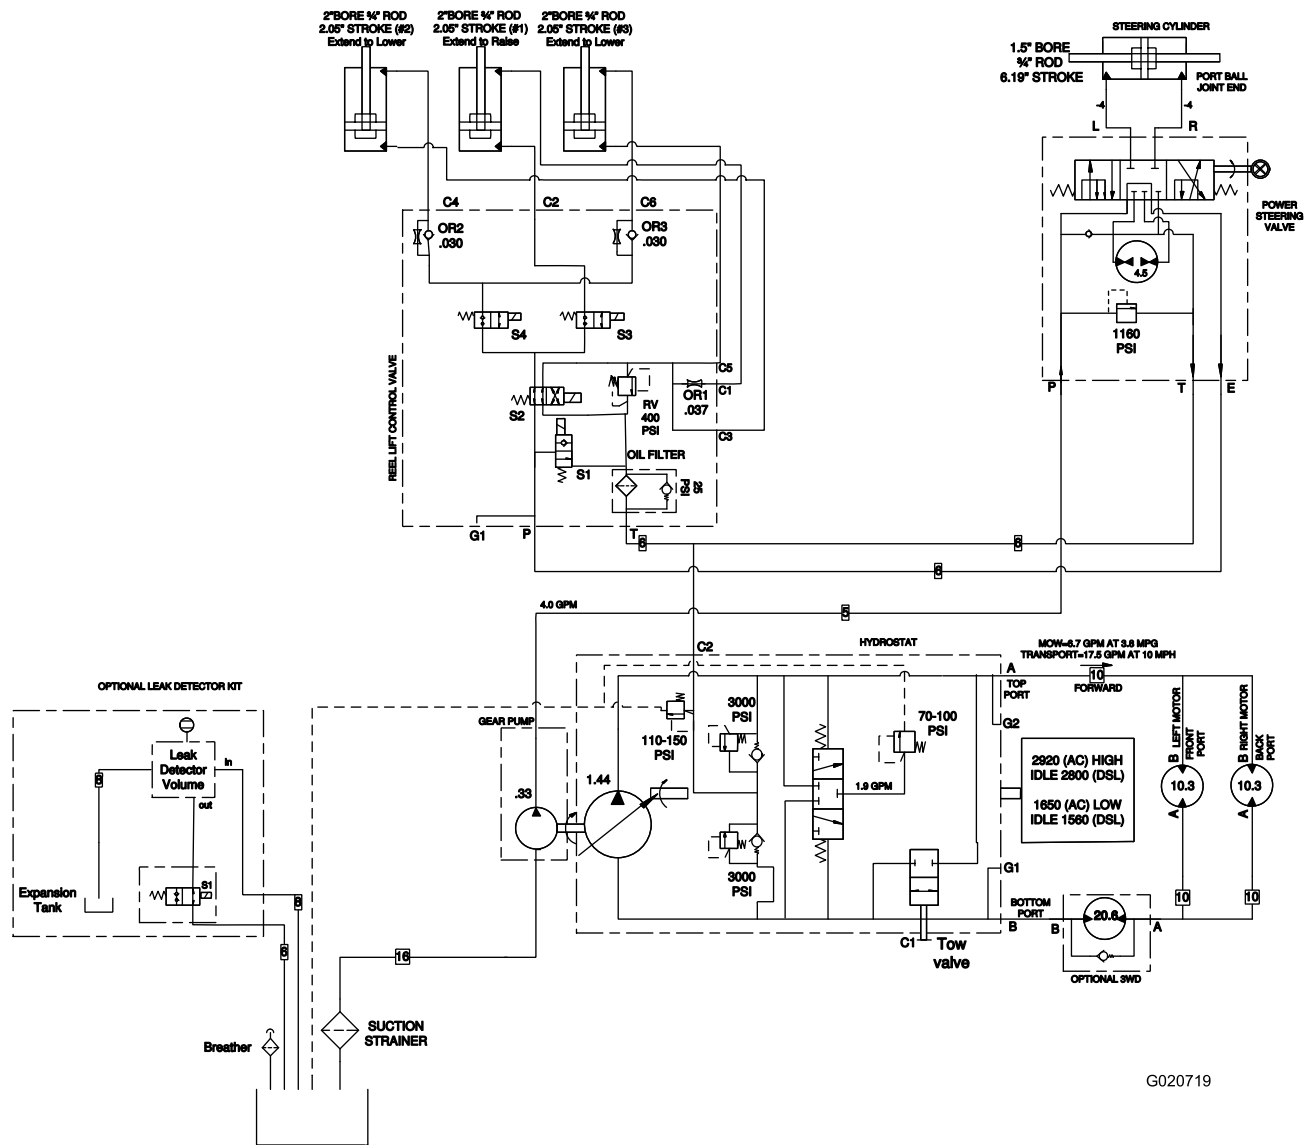 2"BORE ¾" ROD
2.05" STROKE (#2)
Extend to Lower
2"BORE ¾" ROD
2.05" STROKE (#1)
Extend to Raise
2"BORE ¾" ROD
2.05" STROKE (#3)
Extend to Lower
STEERING CYLINDER
1.5" BORE
¾" ROD
6.19" STROKE
PORT BALL
JOINT END
-4
-4
L
R
POWER
STEERING
VALVE
4.5
1160
PSI
P
T
E
C4
C2
C6
OR2
.030
OR3
.030
S4
S3
REEL LIFT CONTROL VALVE
C5
C1
OR1
.037
S2
RV
400
PSI
C3
S1
OIL FILTER
25
PSI
G1
P
T
6
6
6
4.0 GPM
5
C2
HYDROSTAT
MOW=6.7 GPM AT 3.8 MPG
TRANSPORT=17.5 GPM AT 10 MPH
A
10
TOP
PORT
FORWARD
OPTIONAL LEAK DETECTOR KIT
GEAR PUMP
110-150
PSI
3000
PSI
70-100
PSI
G2
Leak
Detector
Volume
in
out
8
.33
1.44
1.9 GPM
2920 (AC) HIGH
IDLE 2800 (DSL)
1650 (AC) LOW
IDLE 1560 (DSL)
B LEFT MOTOR
FRONT
PORT
B RIGHT MOTOR
BACK
PORT
10.3
10.3
A
A
3000
PSI
G1
S1
Expansion
Tank
8
8
10
10
BOTTOM
PORT
B
B
20.6
A
C1
Tow
valve
OPTIONAL 3WD
16
SUCTION
STRAINER
Breather
G020719